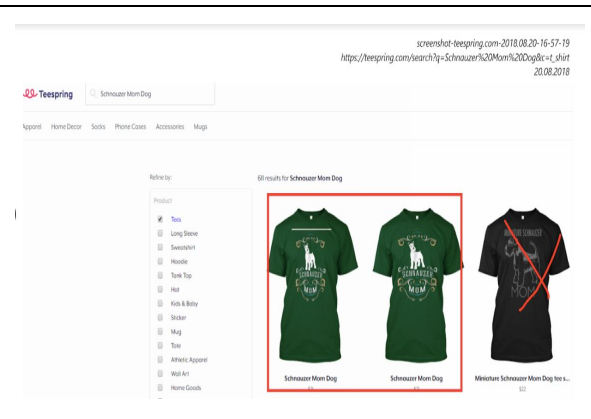 screenshot-teespring.com-2018.08.20-16-57-19
https://teespring.com/search?q=Schnauzer%20Mom%20Dog&c=t_shirt
20.08.2018
Teespring
Schnauzer Mom Dog
Apparel Home Decor Socks Phone Cases Accessories Mugs
Refine by:
611 results for Schnauzer Mom Dog
Product
Tees
Long Sleeve
Sweatshirt
Hoodie
Tank Top
Hat
Kids & Baby
Sticker
Mug
Tote
Athletic Apparel
Wall Art
Home Goods
SCHNAUZER
MOM
SCHNAUZER
MOM
MINIATURE SCHNAUZER
MOM
Schnauzer Mom Dog
Schnauzer Mom Dog
Miniature Schnauzer Mom Dog tee s...
$22